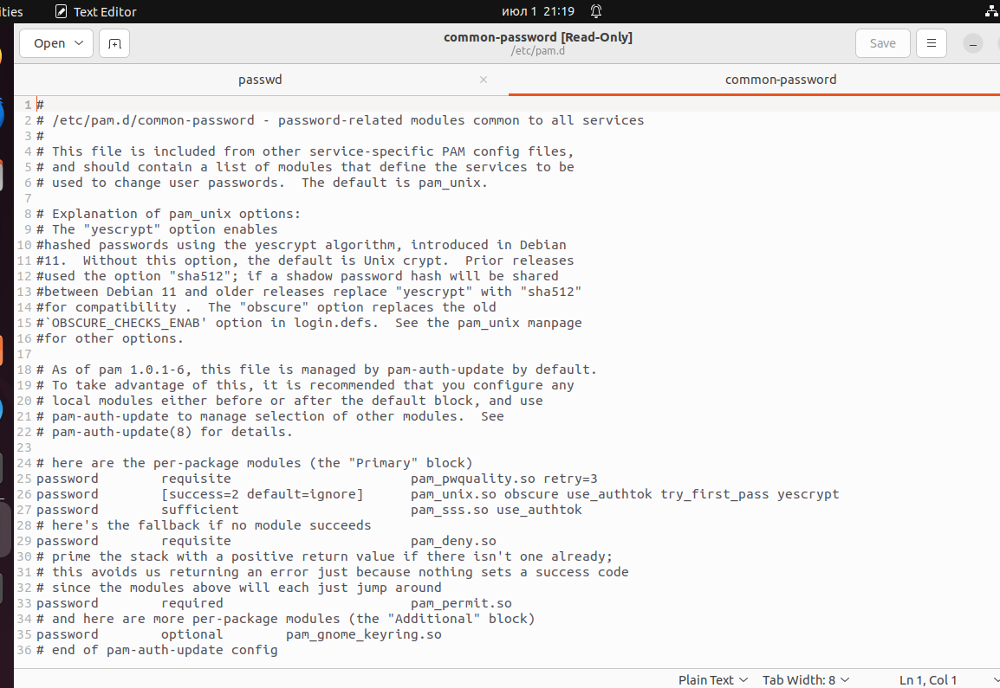 ities
Text Editor
июл 1 21:19
Open
common-password [Read-Only]
/etc/pam.d
Save
passwd
common-password
1 #
2 # /etc/pam.d/common-password - password-related modules common to all services
3 #
4 # This file is included from other service-specific PAM config files,
5 # and should contain a list of modules that define the services to be
6 # used to change user passwords.  The default is pam_unix.
7
8 # Explanation of pam_unix options:
9 # The "yescrypt" option enables
10 #hashed passwords using the yescrypt algorithm, introduced in Debian
11 #11.  Without this option, the default is Unix crypt.  Prior releases
12 #used the option "sha512"; if a shadow password hash will be shared
13 #between Debian 11 and older releases replace "yescrypt" with "sha512"
14 #for compatibility .  The "obscure" option replaces the old
15 #`OBSCURE_CHECKS_ENAB' option in login.defs.  See the pam_unix manpage
16 #for other options.
17
18 # As of pam 1.0.1-6, this file is managed by pam-auth-update by default.
19 # To take advantage of this, it is recommended that you configure any
20 # local modules either before or after the default block, and use
21 # pam-auth-update to manage selection of other modules.  See
22 # pam-auth-update(8) for details.
23
24 # here are the per-package modules (the "Primary" block)
25 password        requisite                       pam_pwquality.so retry=3
26 password        [success=2 default=ignore]      pam_unix.so obscure use_authtok try_first_pass yescrypt
27 password        sufficient                      pam_sss.so use_authtok
28 # here's the fallback if no module succeeds
29 password        requisite                       pam_deny.so
30 # prime the stack with a positive return value if there isn't one already;
31 # this avoids us returning an error just because nothing sets a success code
32 # since the modules above will each just jump around
33 password        required                        pam_permit.so
34 # and here are more per-package modules (the "Additional" block)
35 password        optional        pam_gnome_keyring.so
36 # end of pam-auth-update config
Plain Text
Tab Width: 8
Ln 1, Col 1